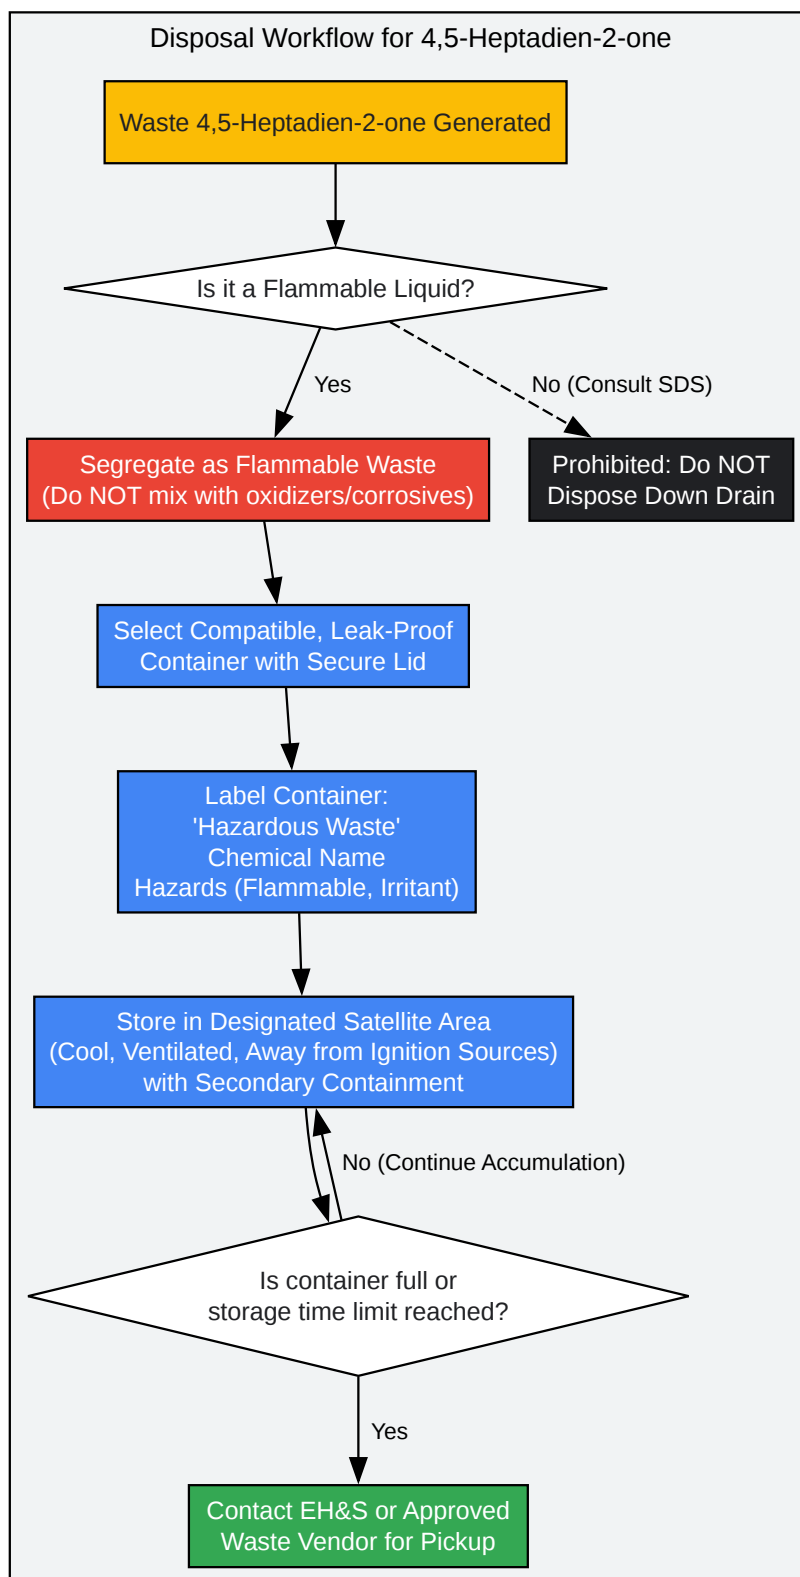 Disposal Workflow for 4,5-Heptadien-2-one
Waste 4,5-Heptadien-2-one Generated
Is it a Flammable Liquid?
Yes
No (Consult SDS)
Segregate as Flammable Waste
(Do NOT mix with oxidizers/corrosives)
Prohibited: Do NOT
Dispose Down Drain
Select Compatible, Leak-Proof
Container with Secure Lid
Label Container:
'Hazardous Waste'
Chemical Name
Hazards (Flammable, Irritant)
Store in Designated Satellite Area
(Cool, Ventilated, Away from Ignition Sources)
with Secondary Containment
No (Continue Accumulation)
Is container full or
storage time limit reached?
Yes
Contact EH&S or Approved
Waste Vendor for Pickup